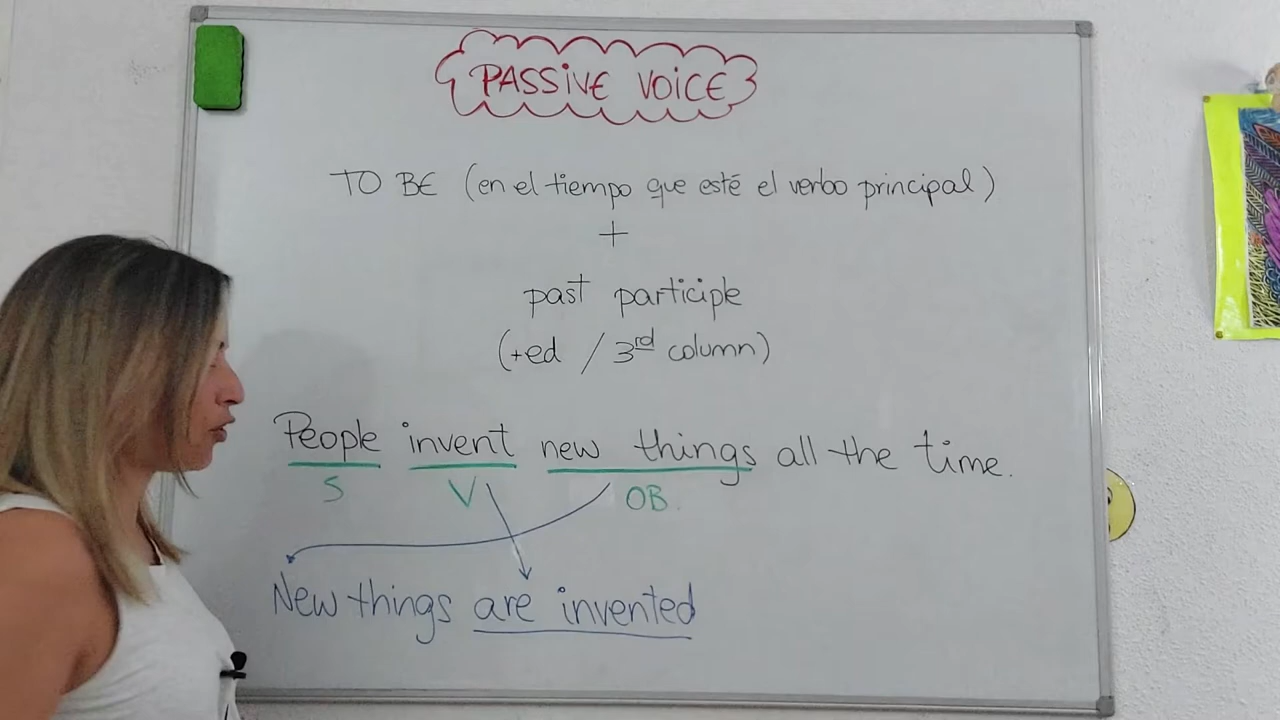 PASSIVE VOICE
TO BE (en el tiempo que esté el verbo principal)
+
past participle
(+ed / 3rd column)
People invent new things all the time.
S V OB.
New things are invented